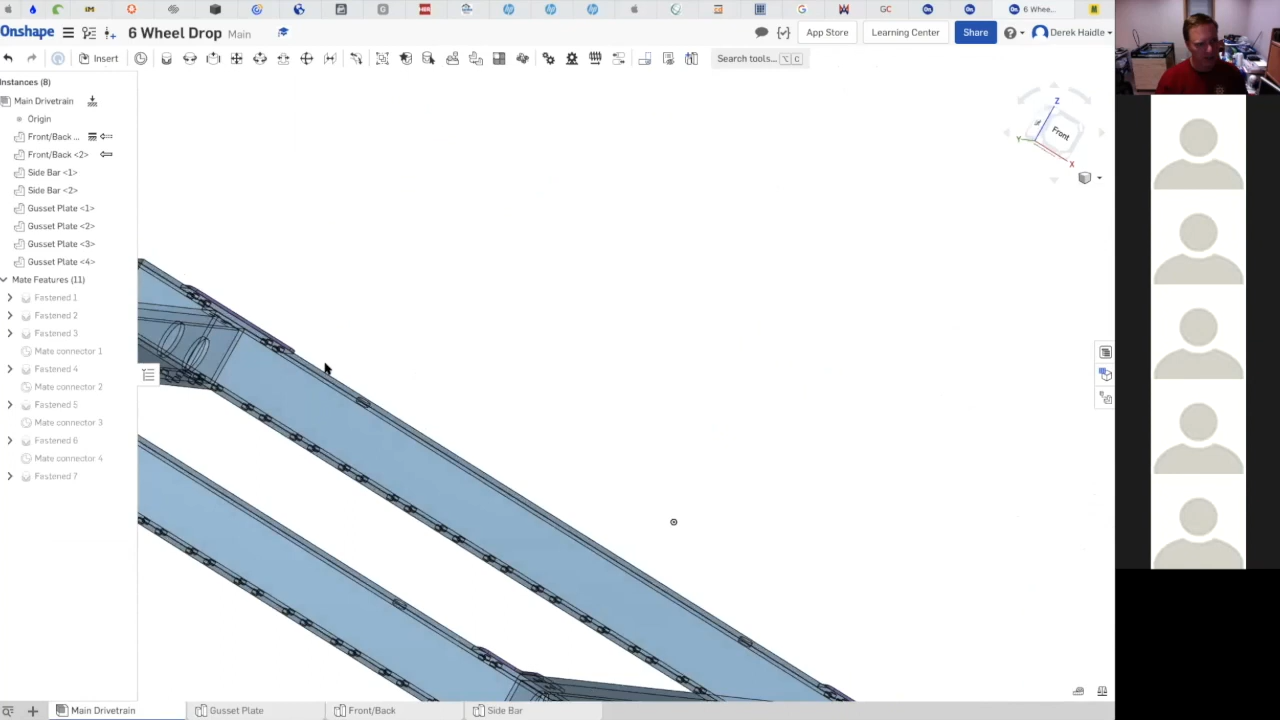 Onshape
6 Wheel Drop Main
App Store
Learning Center
Share
Derek Haidle
6 Whee...
Insert
Search tools... ⌥ C
Instances (8)
Main Drivetrain
Origin
Front/Back ...
Front/Back <2>
Side Bar <1>
Side Bar <2>
Gusset Plate <1>
Gusset Plate <2>
Gusset Plate <3>
Gusset Plate <4>
Mate Features (11)
Fastened 1
Fastened 2
Fastened 3
Mate connector 1
Fastened 4
Mate connector 2
Fastened 5
Mate connector 3
Fastened 6
Mate connector 4
Fastened 7
Z
Front
Y
X
Main Drivetrain
Gusset Plate
Front/Back
Side Bar